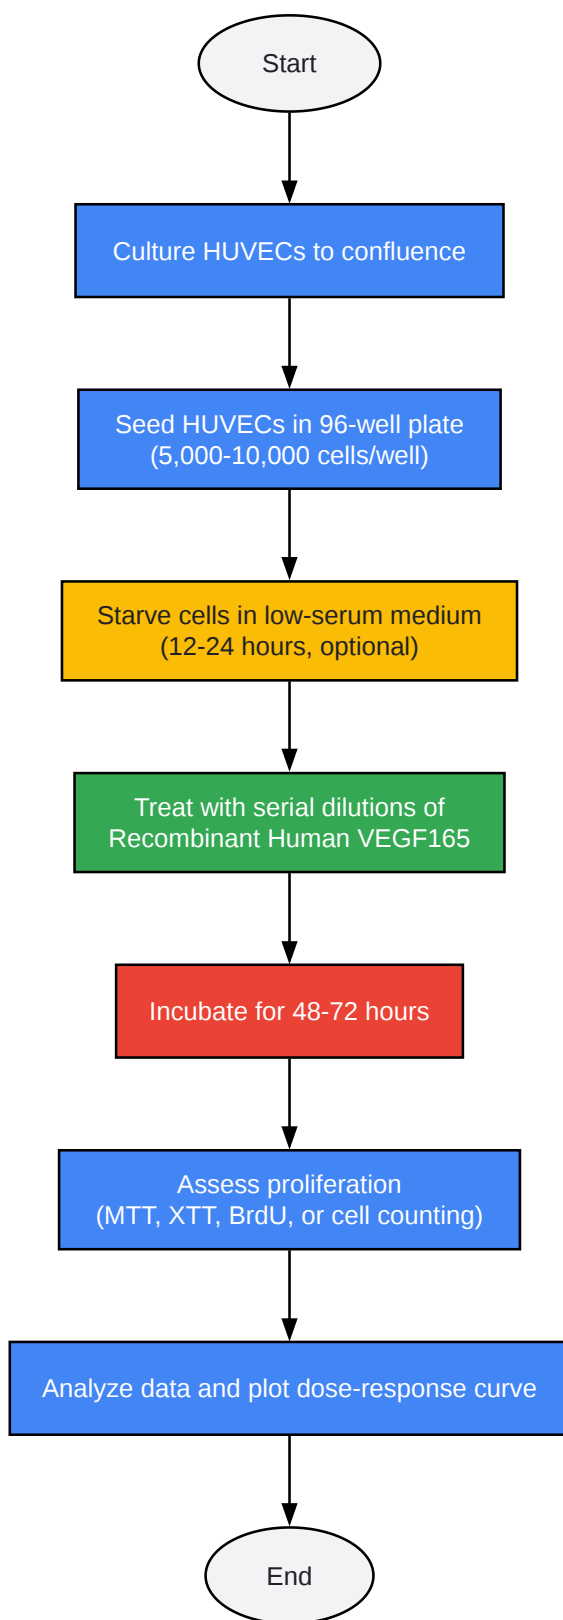 Start
Culture HUVECs to confluence
Seed HUVECs in 96-well plate
(5,000-10,000 cells/well)
Starve cells in low-serum medium
(12-24 hours, optional)
Treat with serial dilutions of
Recombinant Human VEGF165
Incubate for 48-72 hours
Assess proliferation
(MTT, XTT, BrdU, or cell counting)
Analyze data and plot dose-response curve
End